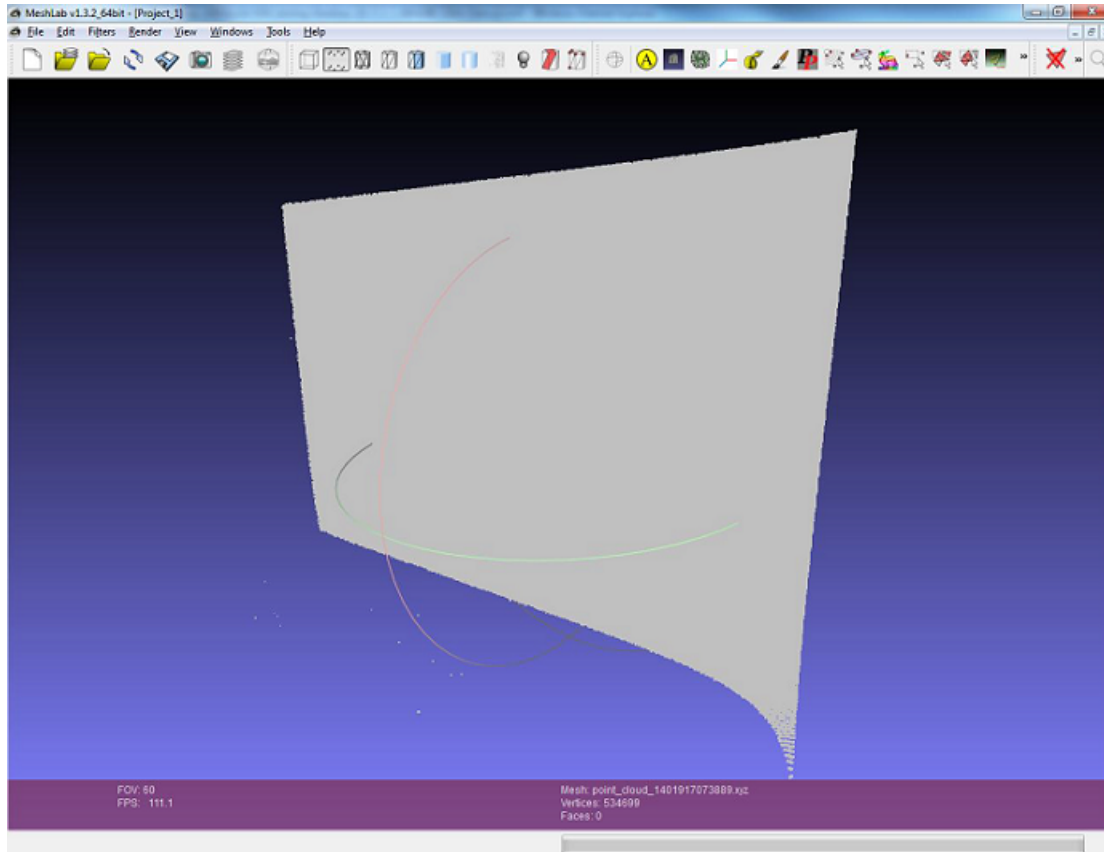 MeshLab v1.3.2_64bit - [Project_1]
File Edit Filters Render View Windows Tools Help
FOV: 60
FPS: 111.1
Mesh: point_cloud_1401917073889.xyz
Vertices: 534699
Faces: 0